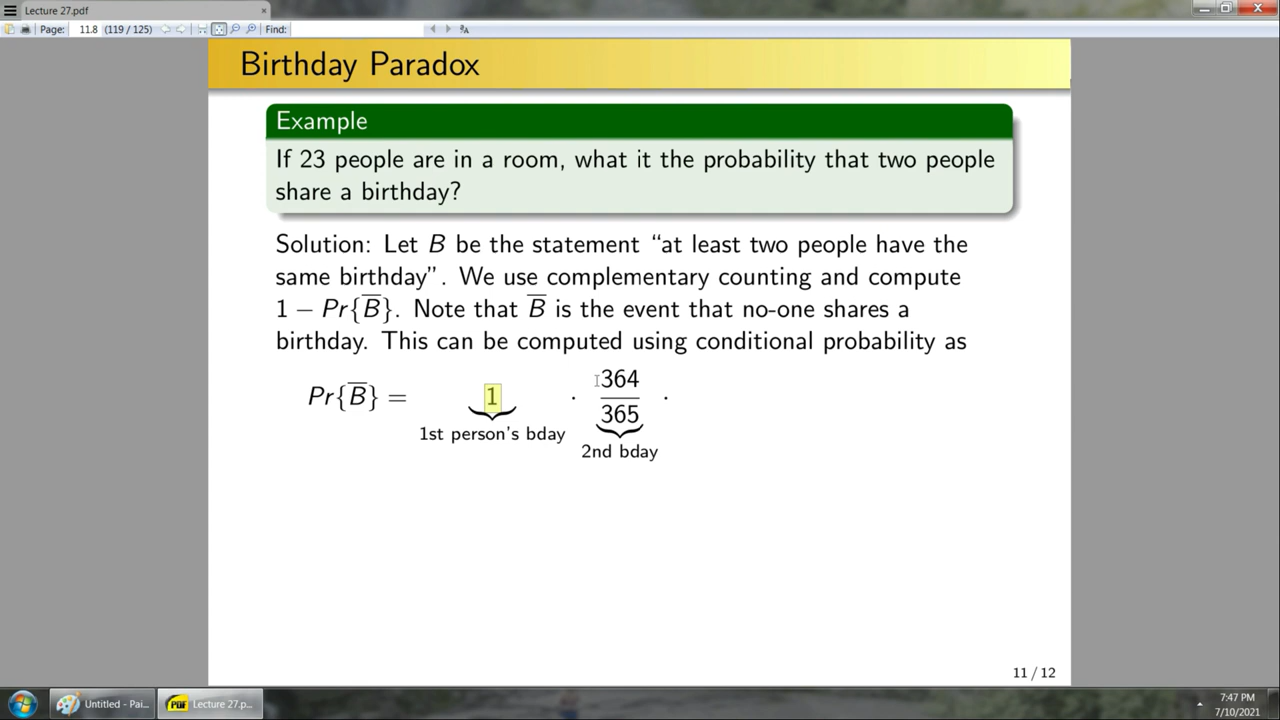 Lecture 27.pdf
Page: 11.8 (119 / 125) Find:
Birthday Paradox
Example
If 23 people are in a room, what it the probability that two people
share a birthday?
Solution: Let B be the statement “at least two people have the
same birthday”. We use complementary counting and compute
1 − Pr{B̅}. Note that B̅ is the event that no-one shares a
birthday. This can be computed using conditional probability as
Pr{B̅} = 1 · 364/365 ·
1st person's bday
2nd bday
11 / 12
Untitled - Pai... Lecture 27.p...
7:47 PM
7/10/2021